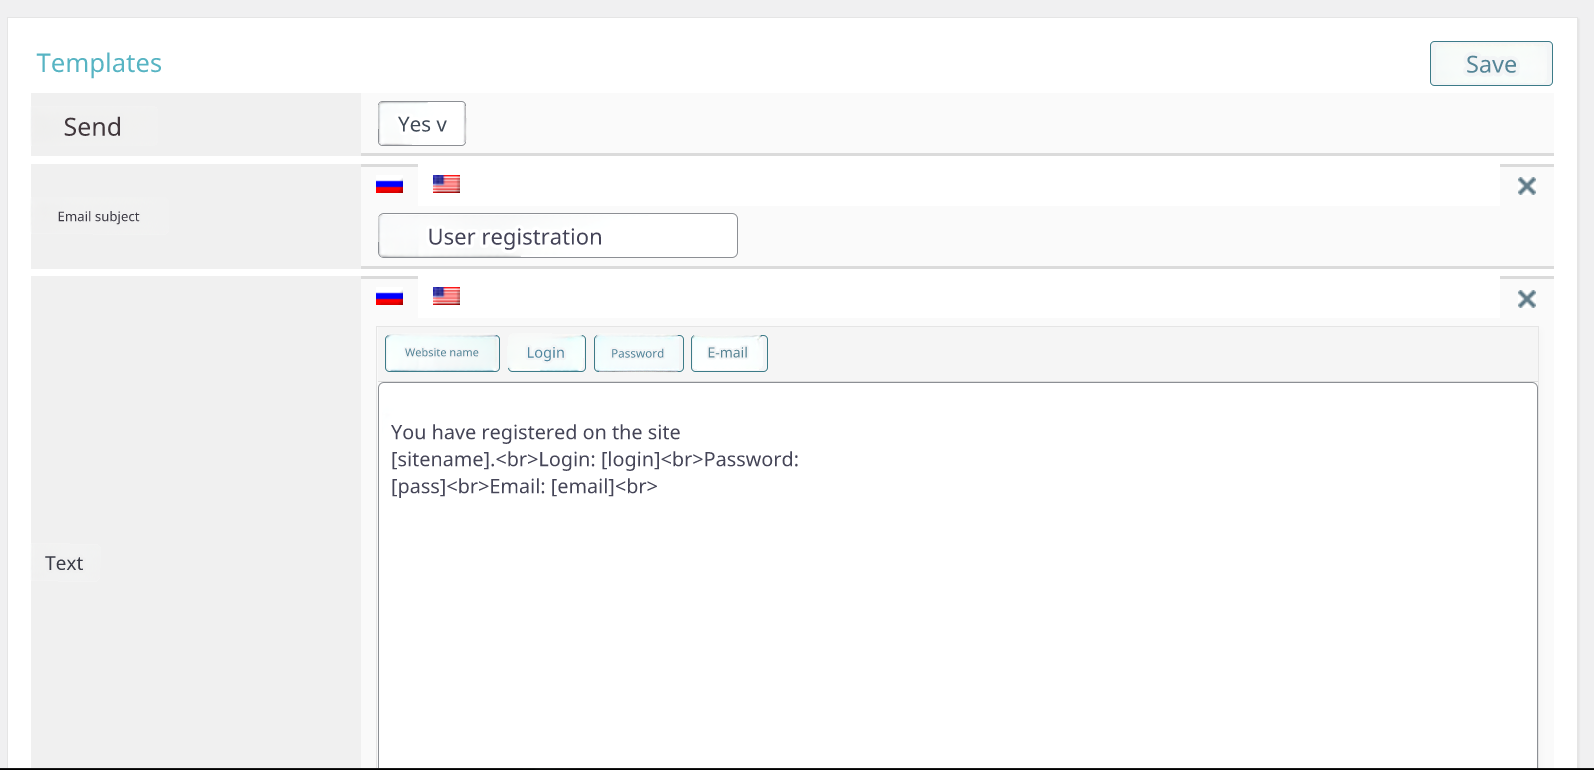 Templates
Save
Send
Yes v
Email subject
User registration
Website name
Login
Password
E-mail
You have registered on the site
[sitename].<br>Login: [login]<br>Password:
[pass]<br>Email: [email]<br>
Text